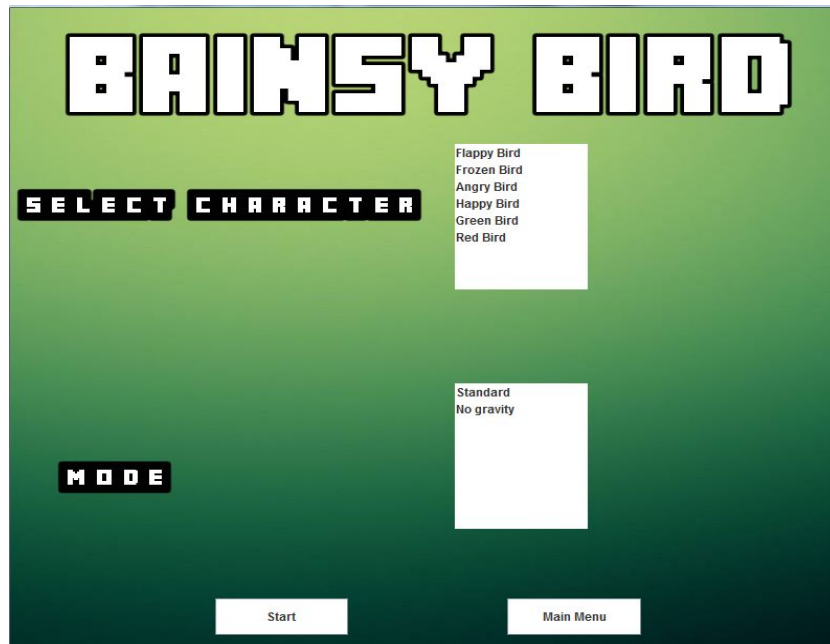 BAINSY BIRD
SELECT CHARACTER
Flappy Bird
Frozen Bird
Angry Bird
Happy Bird
Green Bird
Red Bird
MODE
Standard
No gravity
Start
Main Menu